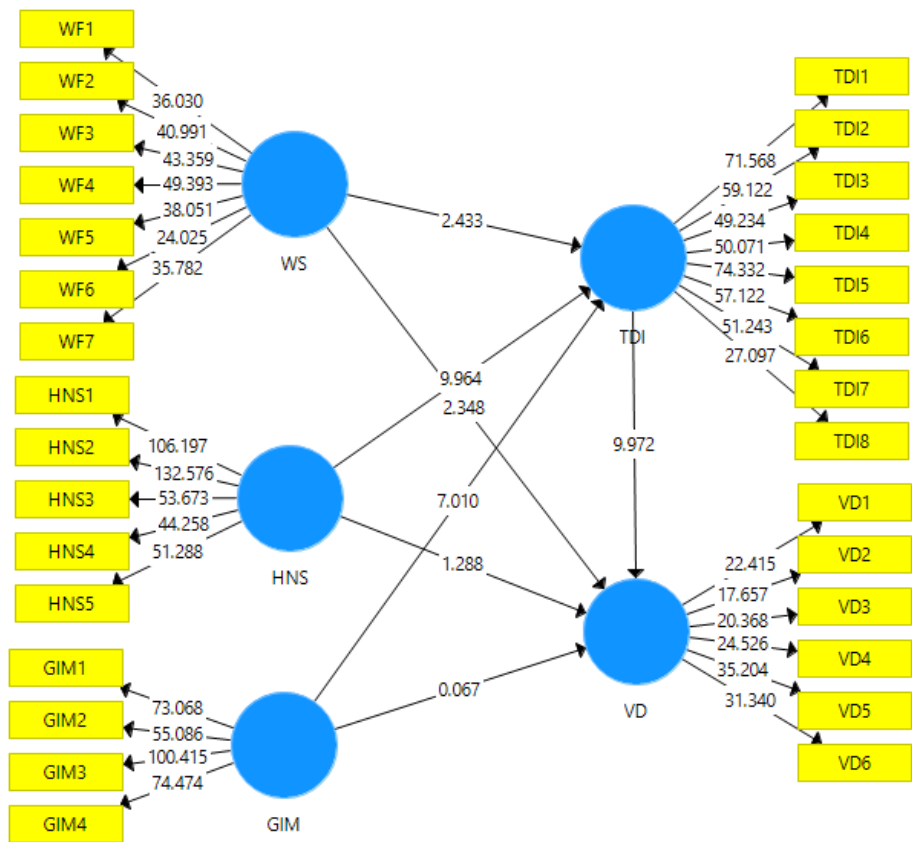 WF1
WF2
WF3
WF4
WF5
WF6
WF7
36.030
40.991
43.359
49.393
38.051
24.025
35.782
WS
HNS1
HNS2
HNS3
HNS4
HNS5
106.197
132.576
53.673
44.258
51.288
HNS
GIM1
GIM2
GIM3
GIM4
73.068
55.086
100.415
74.474
GIM
2.433
9.964
2.348
7.010
1.288
0.067
9.972
TDI
71.568
59.122
49.234
50.071
74.332
57.122
51.243
27.097
TDI1
TDI2
TDI3
TDI4
TDI5
TDI6
TDI7
TDI8
VD
22.415
17.657
20.368
24.526
35.204
31.340
VD1
VD2
VD3
VD4
VD5
VD6